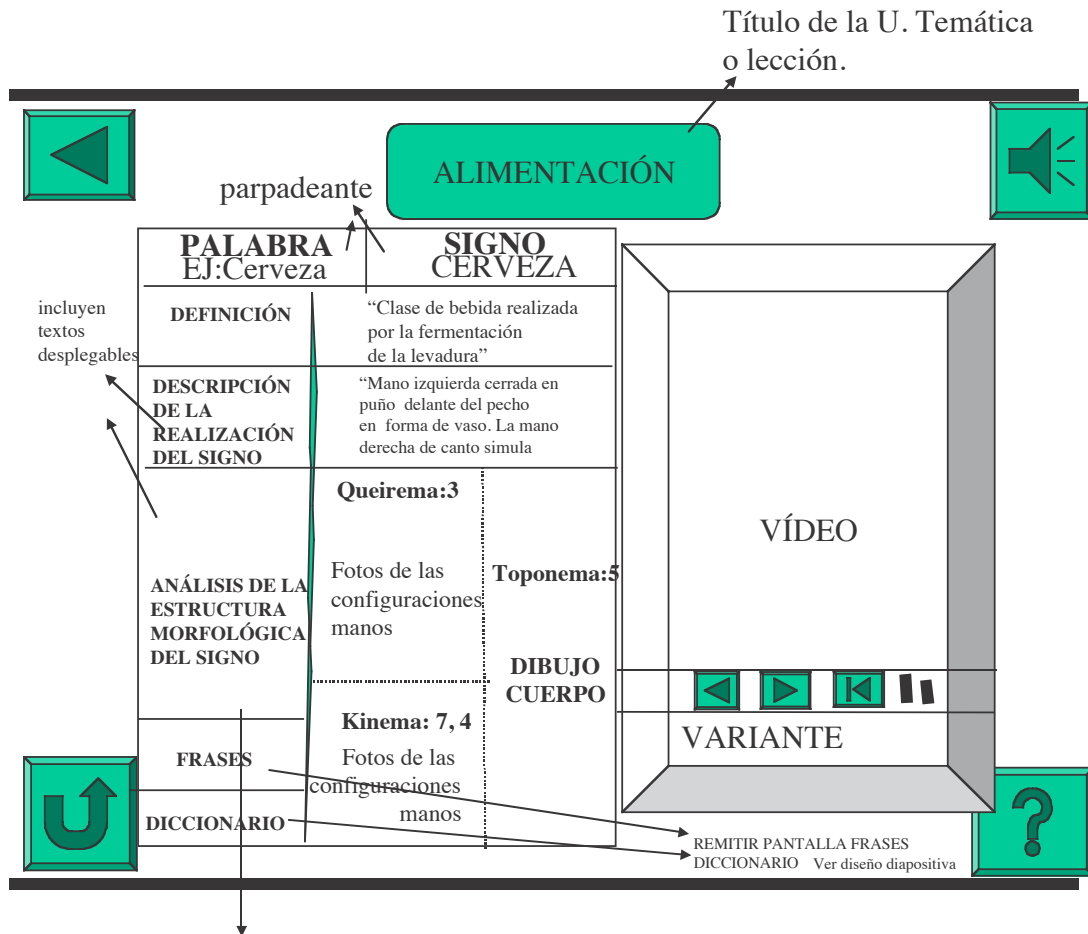 Título de la U. Temática
o lección.
ALIMENTACIÓN
parpadeante
PALABRA
EJ:Cerveza
SIGNO
CERVEZA
incluyen
textos
desplegables
DEFINICIÓN
“Clase de bebida realizada
por la fermentación
de la levadura”
DESCRIPCIÓN
DE LA
REALIZACIÓN
DEL SIGNO
“Mano izquierda cerrada en
puño delante del pecho
en forma de vaso. La mano
derecha de canto simula
ANÁLISIS DE LA
ESTRUCTURA
MORFOLÓGICA
DEL SIGNO
Queirema:3
Fotos de las
configuraciones
manos
Toponema:5
DIBUJO
CUERPO
Kinema: 7, 4
Fotos de las
configuraciones
manos
FRASES
DICCIONARIO
VÍDEO
VARIANTE
REMITIR PANTALLA FRASES
DICCIONARIO Ver diseño diapositiva